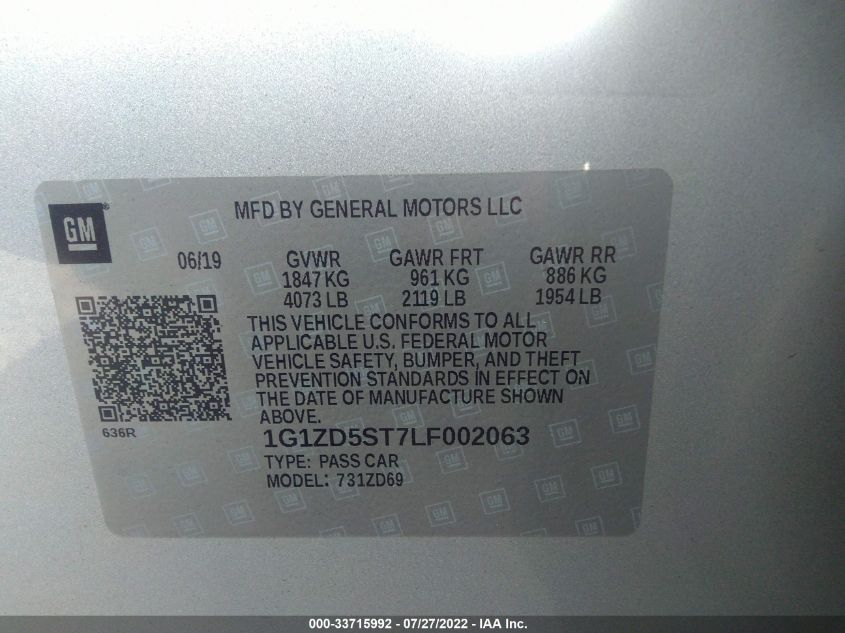 GM
MFD BY GENERAL MOTORS LLC
06/19 GVWR GAWR FRT GAWR RR
1847 KG 961 KG 886 KG
4073 LB 2119 LB 1954 LB
THIS VEHICLE CONFORMS TO ALL
APPLICABLE U.S. FEDERAL MOTOR
VEHICLE SAFETY, BUMPER, AND THEFT
PREVENTION STANDARDS IN EFFECT ON
THE DATE OF MANUFACTURE SHOWN
ABOVE.
636R
1G1ZD5ST7LF002063
TYPE: PASS CAR
MODEL: 731ZD69
000-33715992 - 07/27/2022 - IAA Inc.